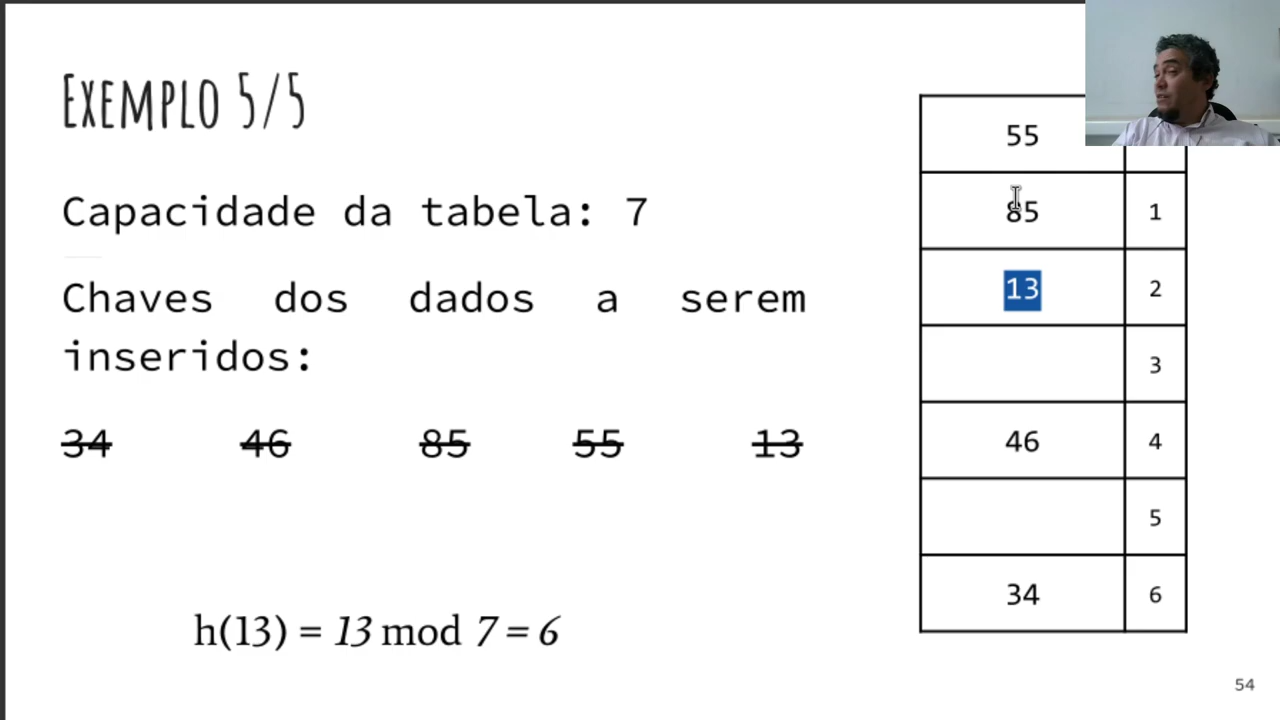 Exemplo 5/5
Capacidade da tabela: 7
Chaves dos dados a serem
inseridos:
34 46 85 55 13
h(13) = 13 mod 7 = 6
55
85 1
13 2
3
46 4
5
34 6
54